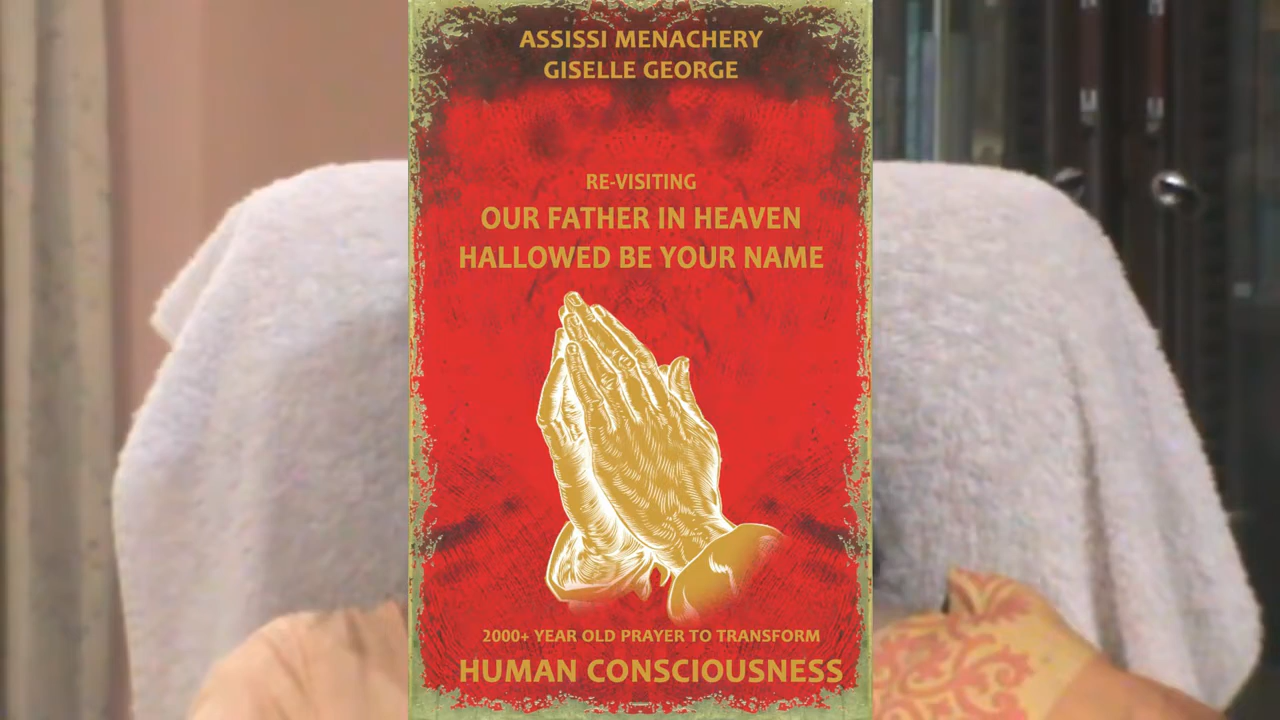 ASSISSI MENACHERY
GISELLE GEORGE
RE-VISITING
OUR FATHER IN HEAVEN
HALLOWED BE YOUR NAME
2000+ YEAR OLD PRAYER TO TRANSFORM
HUMAN CONSCIOUSNESS